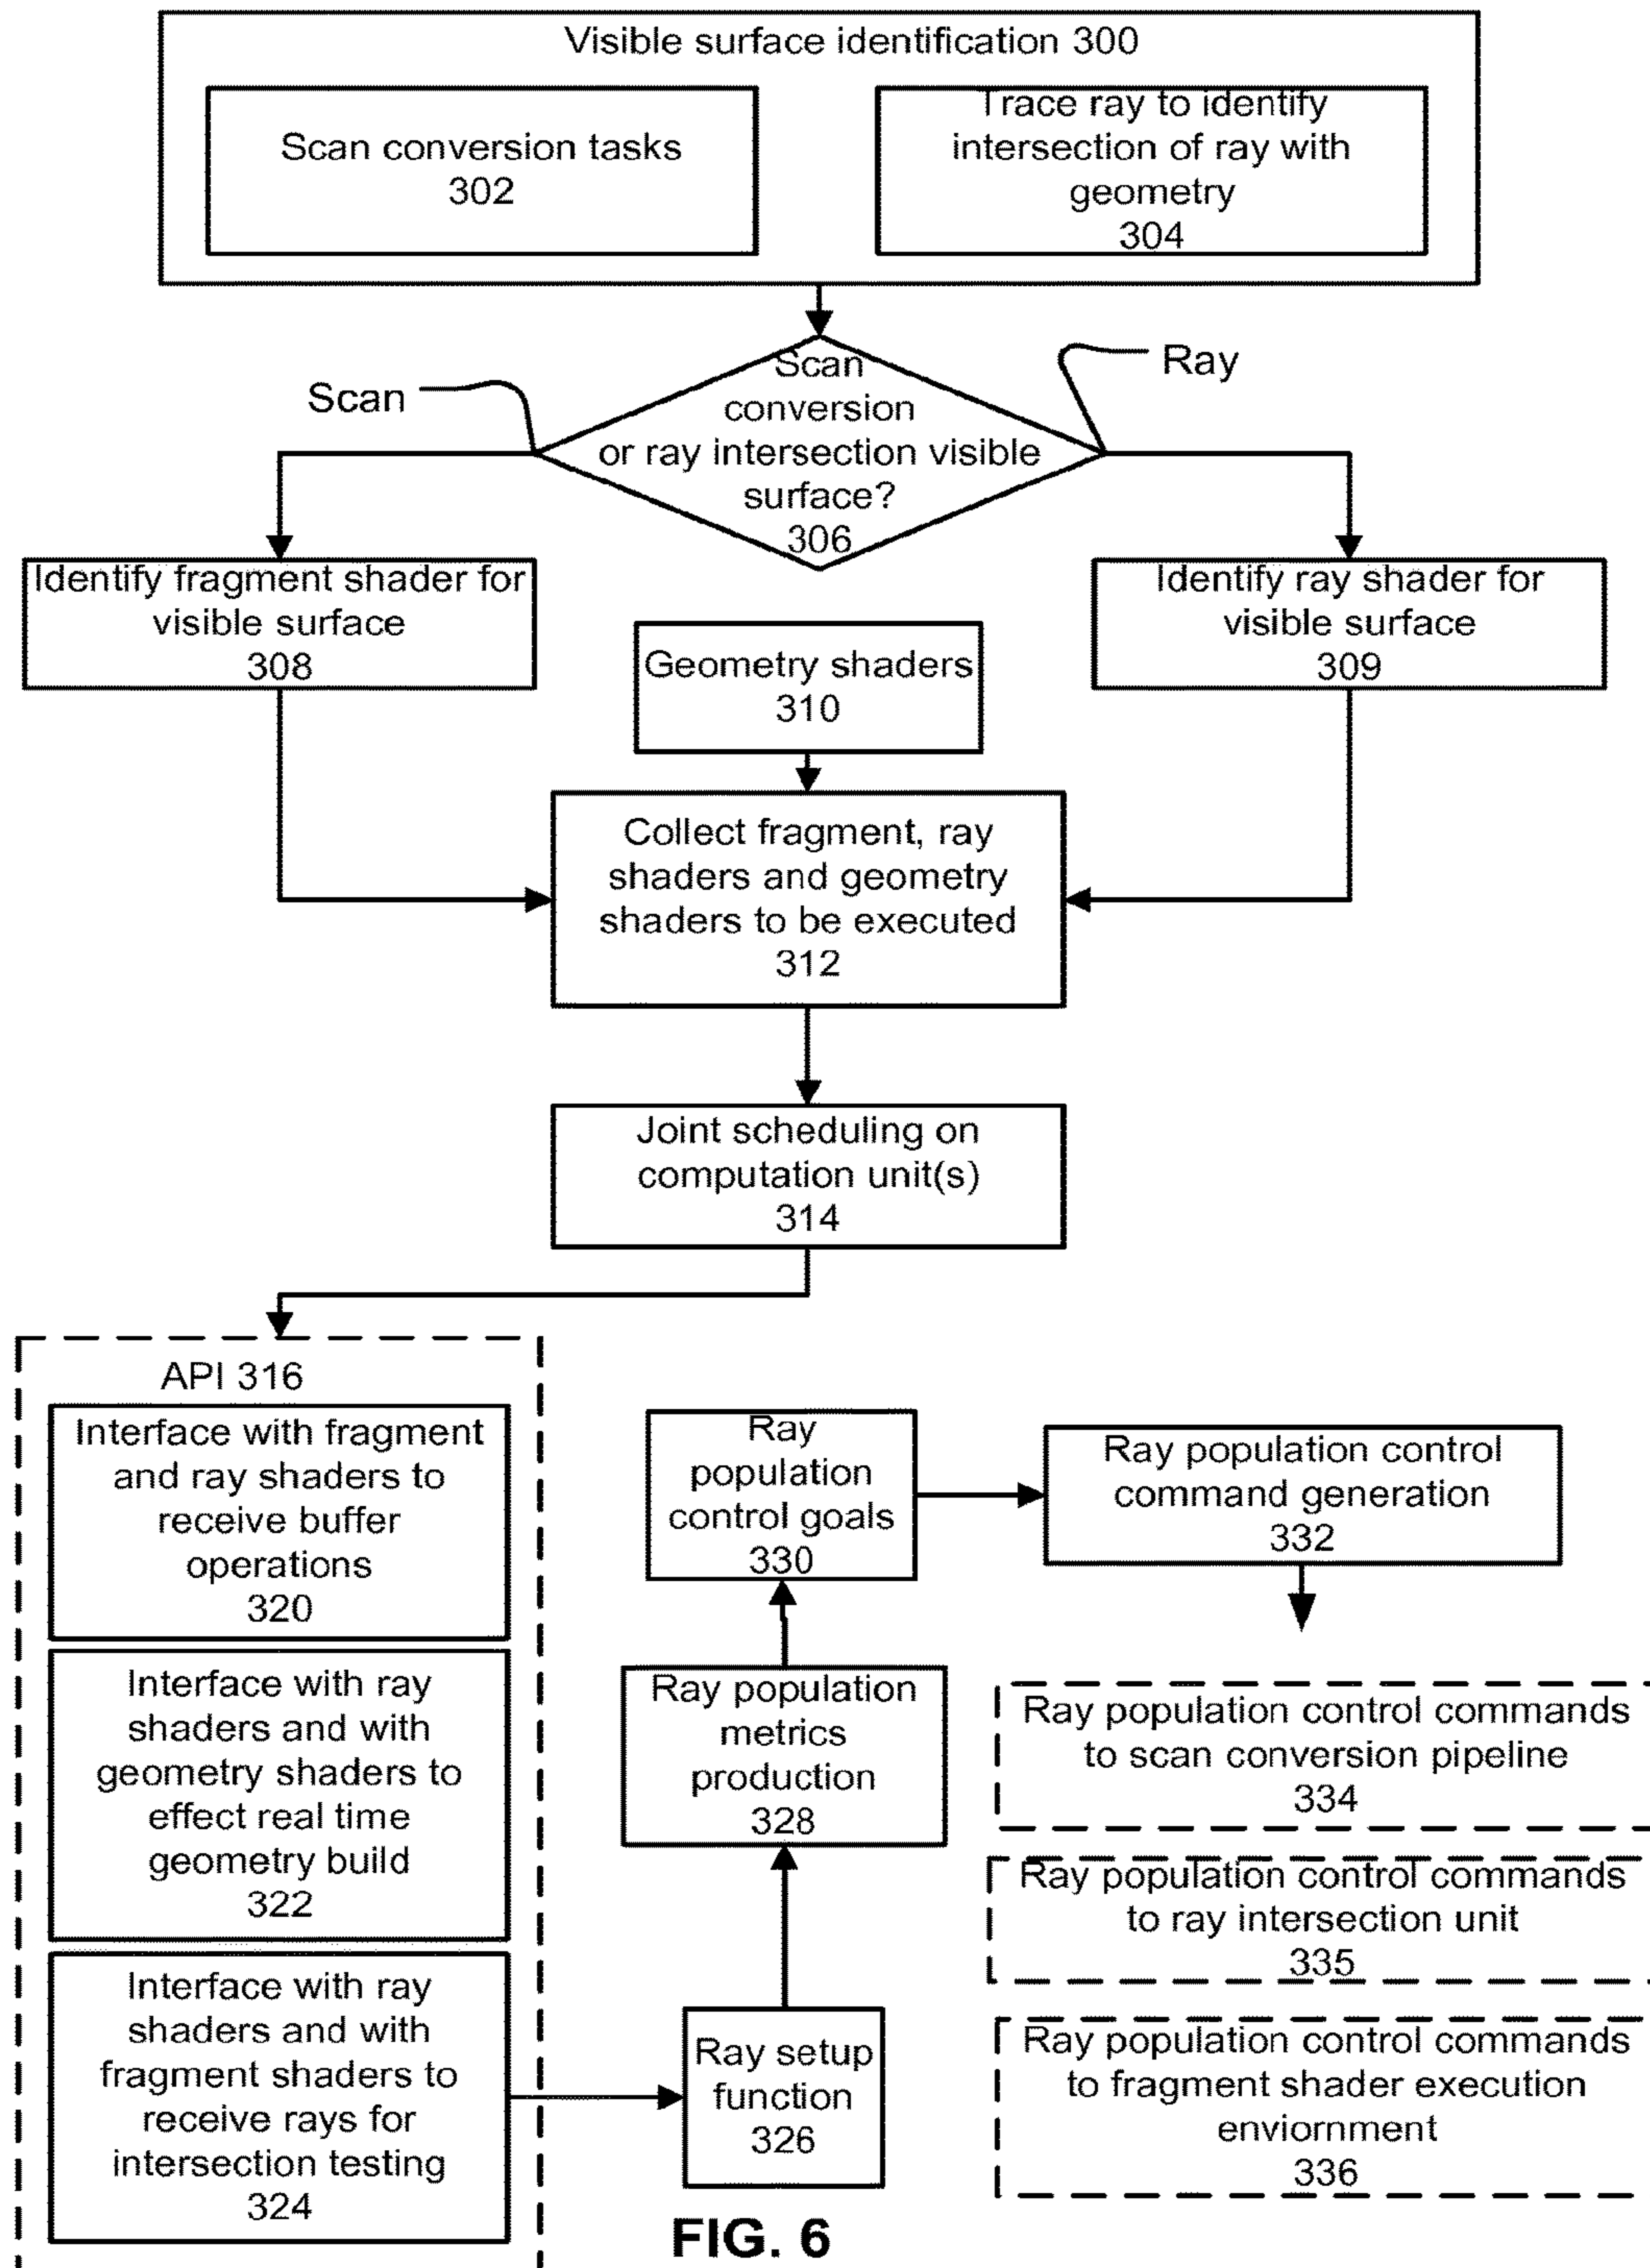 Visible surface identification 300
Scan conversion tasks
302
Trace ray to identify
intersection of ray with
geometry
304
Scan
Ray
Scan
conversion
or ray intersection visible
surface?
306
Identify fragment shader for
visible surface
308
Identify ray shader for
visible surface
309
Geometry shaders
310
Collect fragment, ray
shaders and geometry
shaders to be executed
312
Joint scheduling on
computation unit(s)
314
API 316
Interface with fragment
and ray shaders to
receive buffer
operations
320
Interface with ray
shaders and with
geometry shaders to
effect real time
geometry build
322
Interface with ray
shaders and with
fragment shaders to
receive rays for
intersection testing
324
Ray setup
function
326
Ray population
metrics
production
328
Ray
population
control goals
330
Ray population control
command generation
332
Ray population control commands
to scan conversion pipeline
334
Ray population control commands
to ray intersection unit
335
Ray population control commands
to fragment shader execution
enviornment
336
FIG. 6